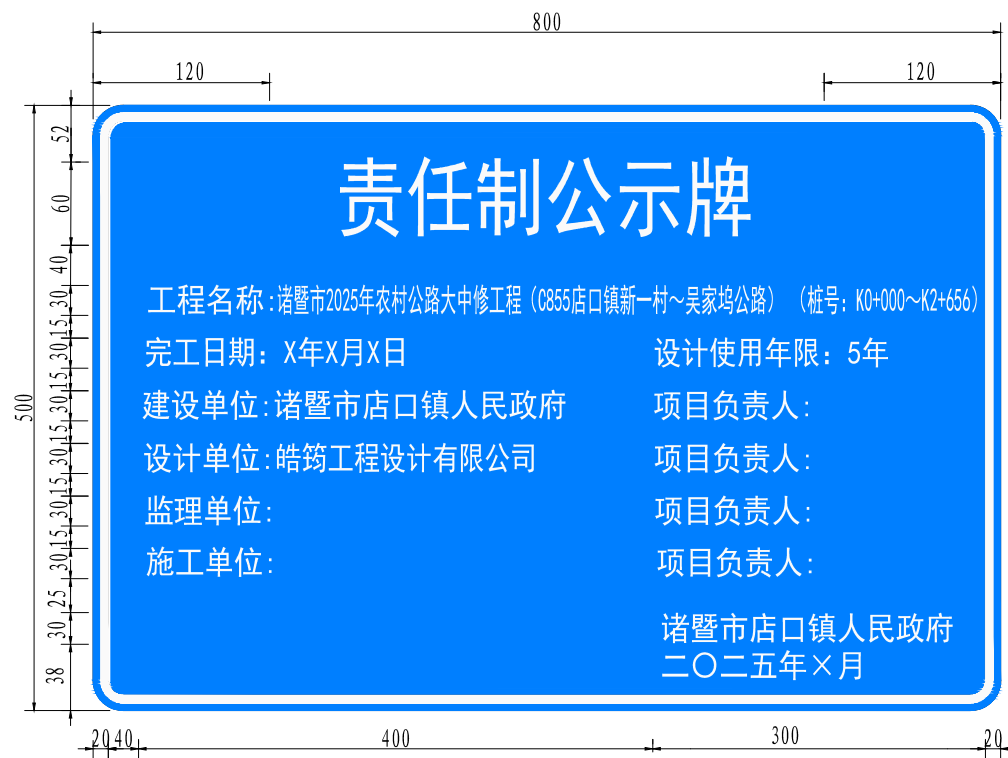 800
120 120
责任制公示牌
工程名称:诸暨市2025年农村公路大中修工程（C855店口镇新一村～吴家坞公路）（桩号：K0+000～K2+656）
完工日期：X年X月X日 设计使用年限：5年
建设单位:诸暨市店口镇人民政府 项目负责人:
设计单位:皓筠工程设计有限公司 项目负责人:
监理单位: 项目负责人:
施工单位: 项目负责人:
诸暨市店口镇人民政府
二〇二五年×月
500
52
60
40
30
15
30
15
30
15
30
15
30
15
30
25
30
38
20 40 400 300 20